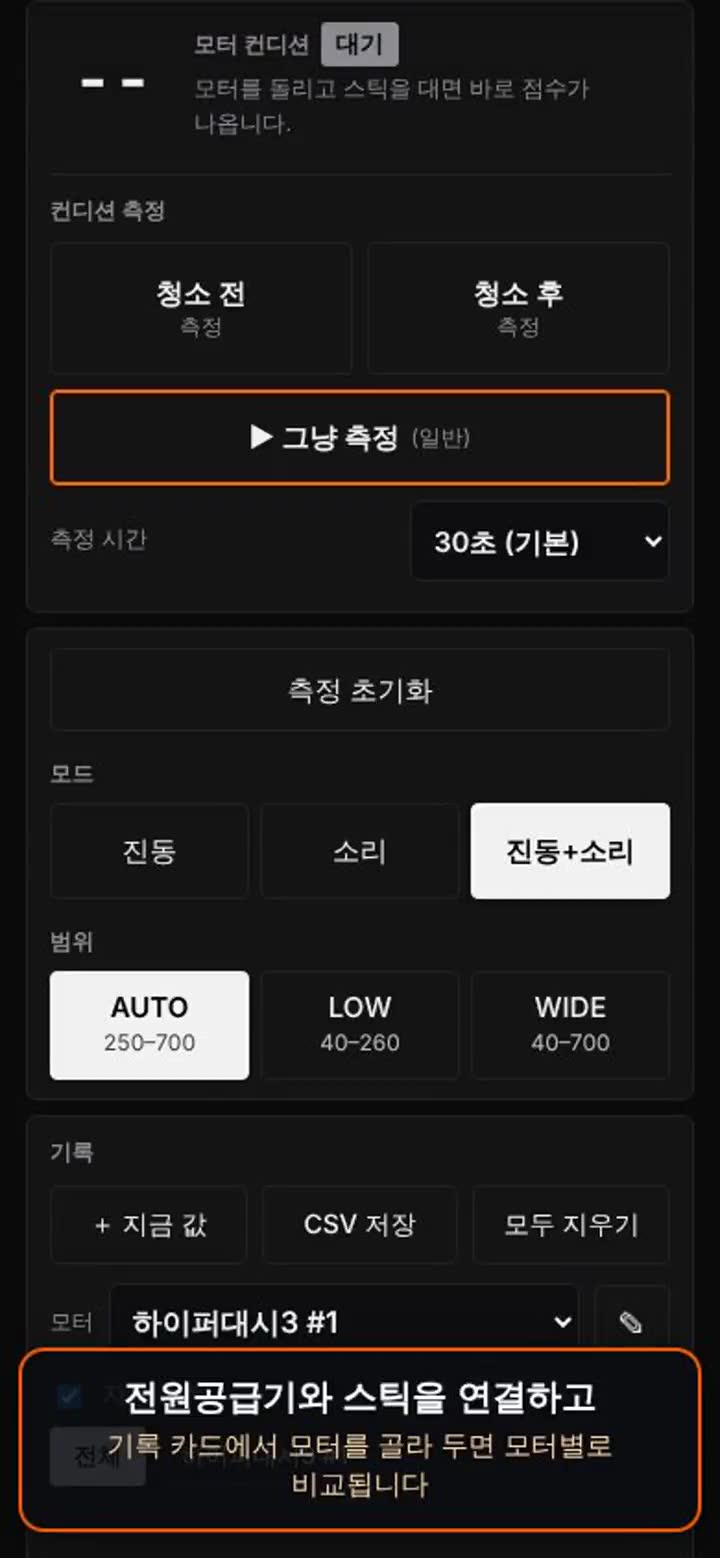 --
모터 컨디션 대기
모터를 돌리고 스틱을 대면 바로 점수가
나옵니다.
컨디션 측정
청소 전
측정
청소 후
측정
▶ 그냥 측정 (일반)
측정 시간
30초 (기본)
측정 초기화
모드
진동
소리
진동+소리
범위
AUTO
250–700
LOW
40–260
WIDE
40–700
기록
+ 지금 값
CSV 저장
모두 지우기
모터
하이퍼대시3 #1
전원공급기와 스틱을 연결하고
기록 카드에서 모터를 골라 두면 모터별로
비교됩니다
전체